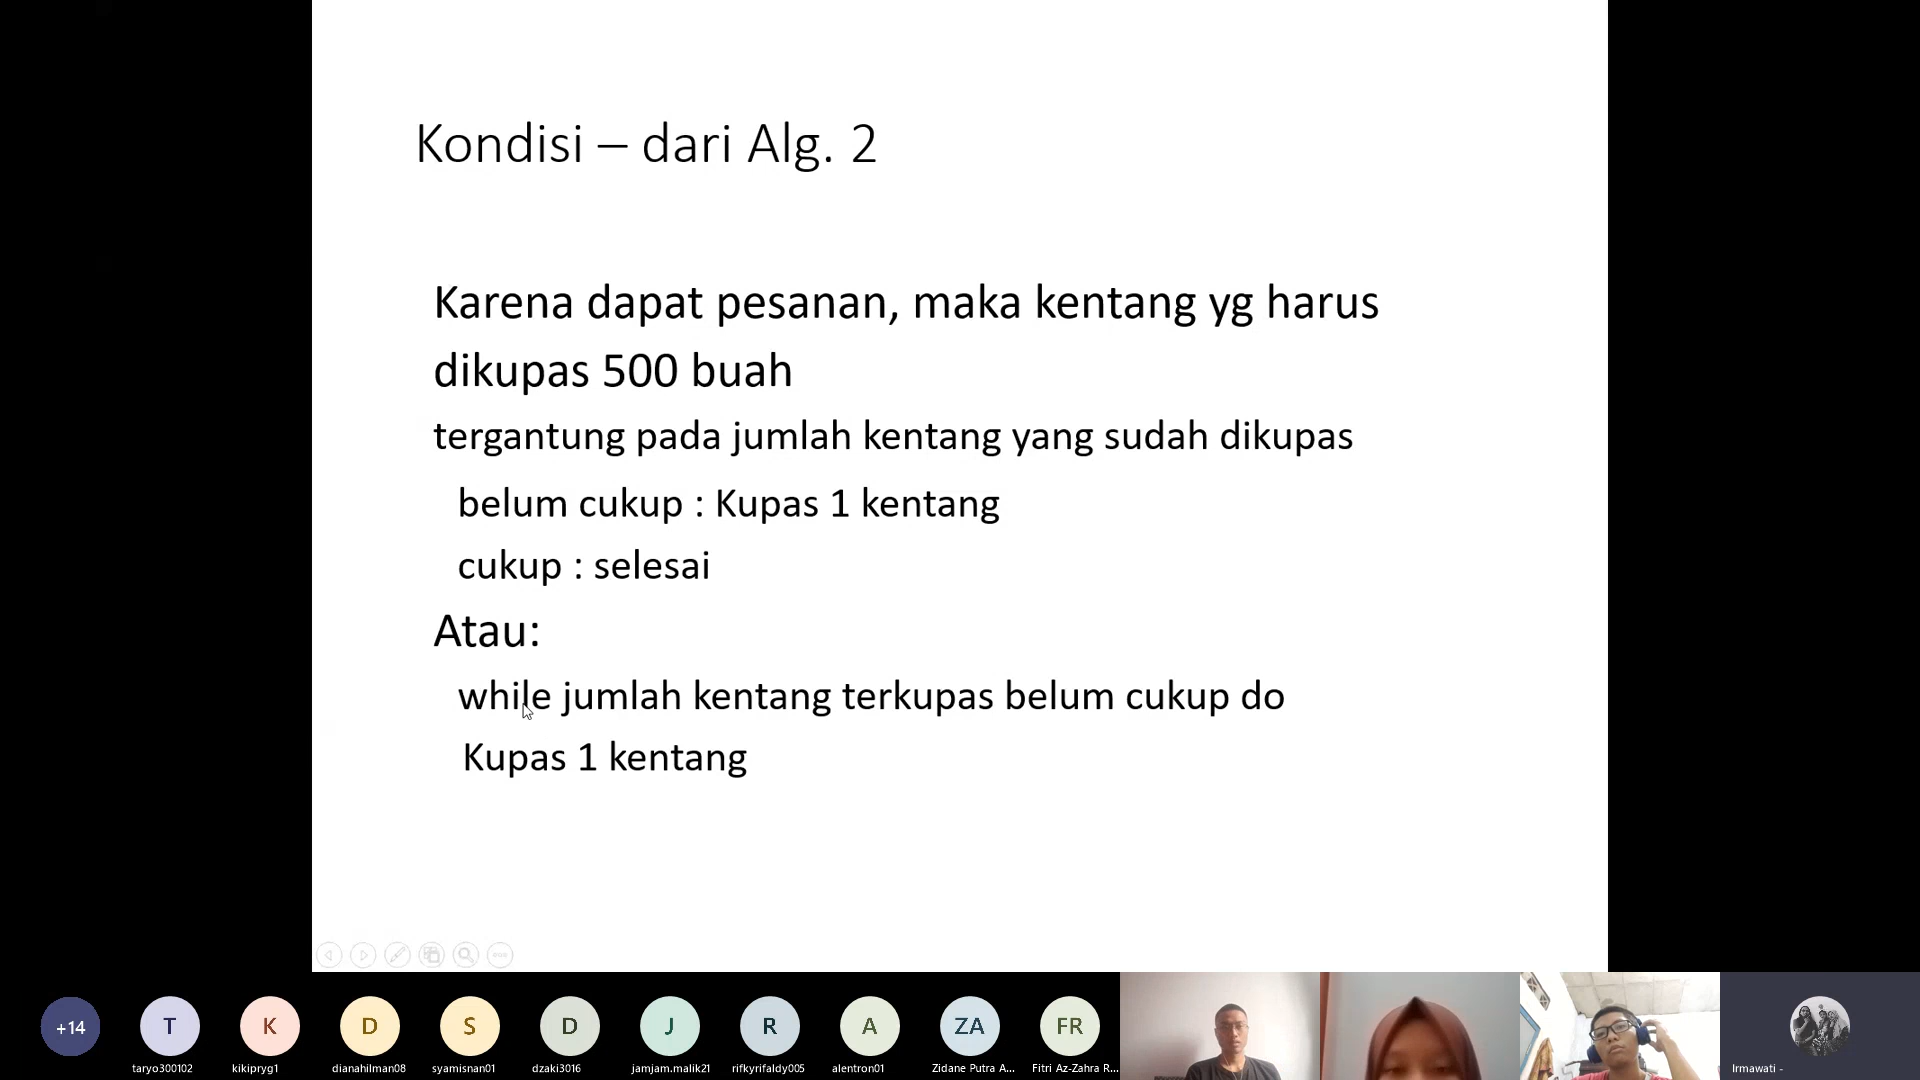 Kondisi – dari Alg. 2
Karena dapat pesanan, maka kentang yg harus
dikupas 500 buah
tergantung pada jumlah kentang yang sudah dikupas
belum cukup : Kupas 1 kentang
cukup : selesai
Atau:
while jumlah kentang terkupas belum cukup do
Kupas 1 kentang
+14
T
K
D
S
D
J
R
A
ZA
FR
taryo300102
kikipryg1
dianahilman08
syamisnan01
dzaki3016
jamjam.malik21
rifkyrifaldy005
alentron01
Zidane Putra A...
Fitri Az-Zahra R...
Irmawati -